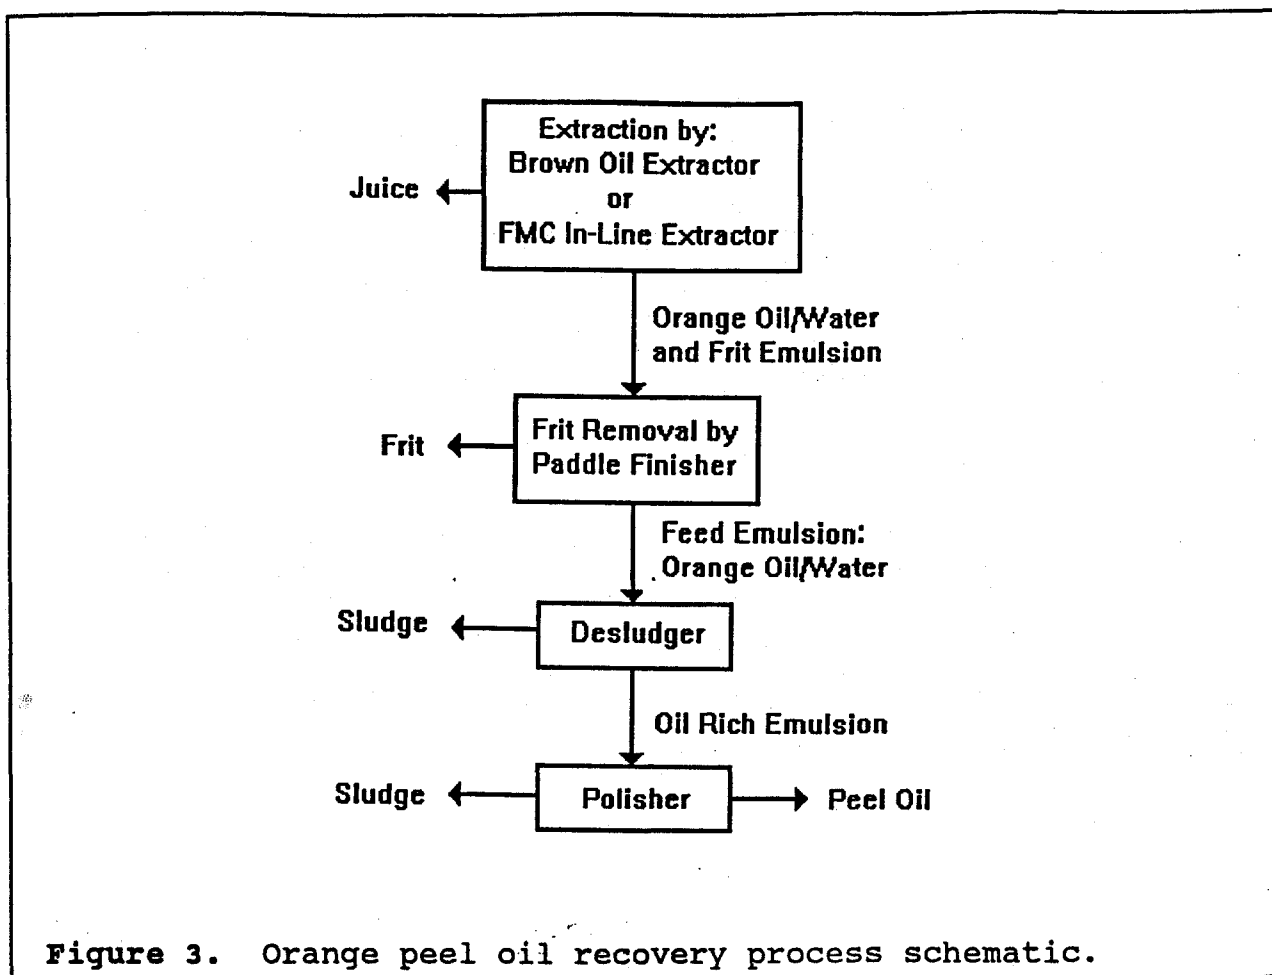 Extraction by:
Brown Oil Extractor
or
FMC In-Line Extractor
Juice
Orange Oil/Water
and Frit Emulsion
Frit Removal by
Paddle Finisher
Frit
Feed Emulsion:
Orange Oil/Water
Desludger
Sludge
Oil Rich Emulsion
Polisher
Sludge
Peel Oil
Figure 3. Orange peel oil recovery process schematic.